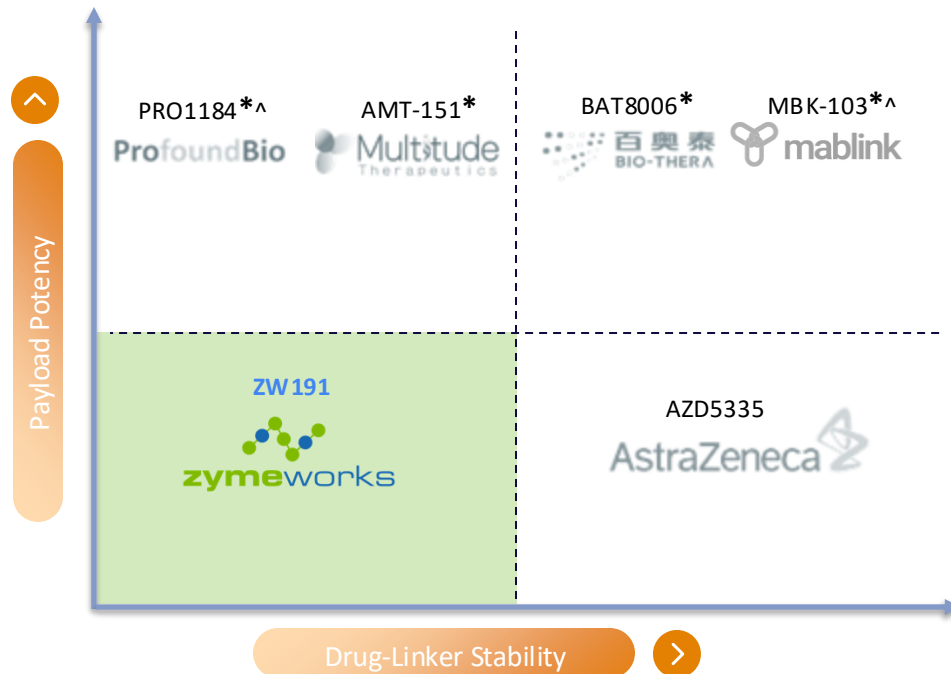 PRO1184*^
ProfoundBio
AMT-151*
Multitude
Therapeutics
BAT8006*
百奥泰
BIO-THERA
MBK-103*^
mablink
Payload Potency
ZW191
zymeworks
AZD5335
AstraZeneca
Drug-Linker Stability